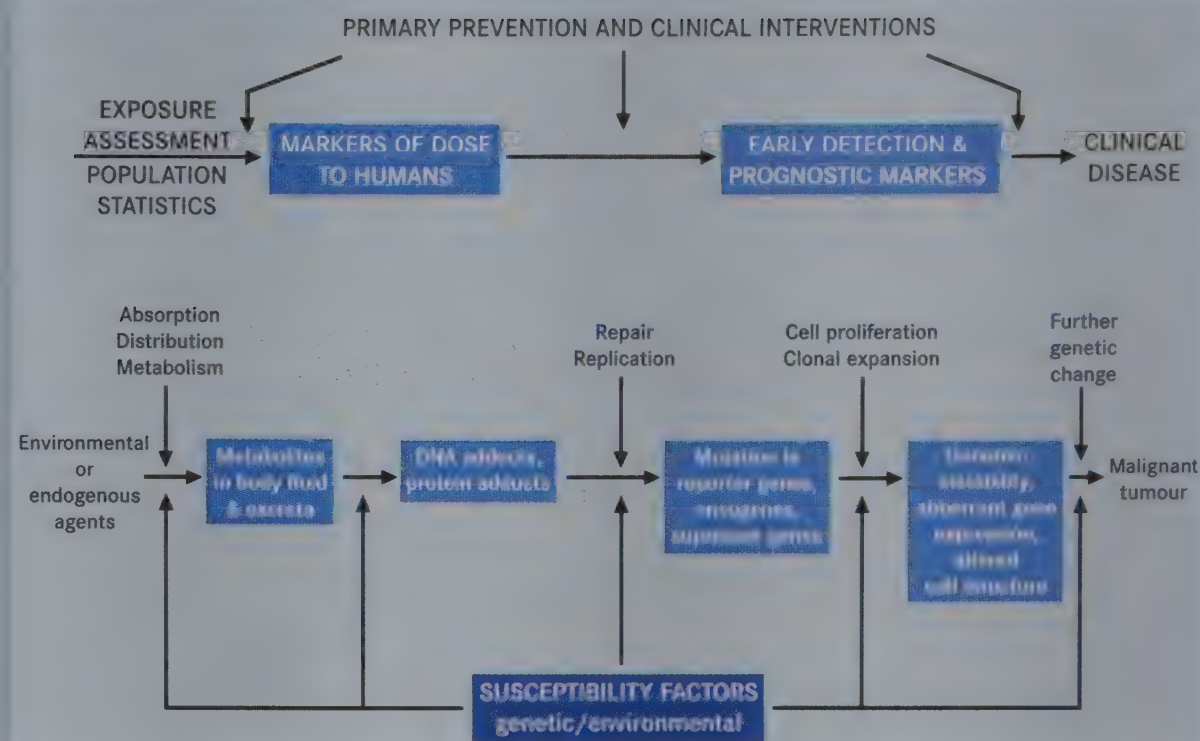 PRIMARY PREVENTION AND CLINICAL INTERVENTIONS
EXPOSURE
ASSESSMENT
POPULATION
STATISTICS
MARKERS OF DOSE
TO HUMANS
EARLY DETECTION &
PROGNOSTIC MARKERS
CLINICAL
DISEASE
Absorption
Distribution
Metabolism
Repair
Replication
Cell proliferation
Clonal expansion
Further
genetic
change
Environmental
or
endogenous
agents
Metabolites
in body fluid
& excreta
DNA adducts,
protein adducts
Mutation in
reporter genes,
oncogenes,
suppressor genes
Genomic
instability,
aberrant gene
expression,
altered
cell structure
Malignant
tumour
SUSCEPTIBILITY FACTORS
genetic/environmental